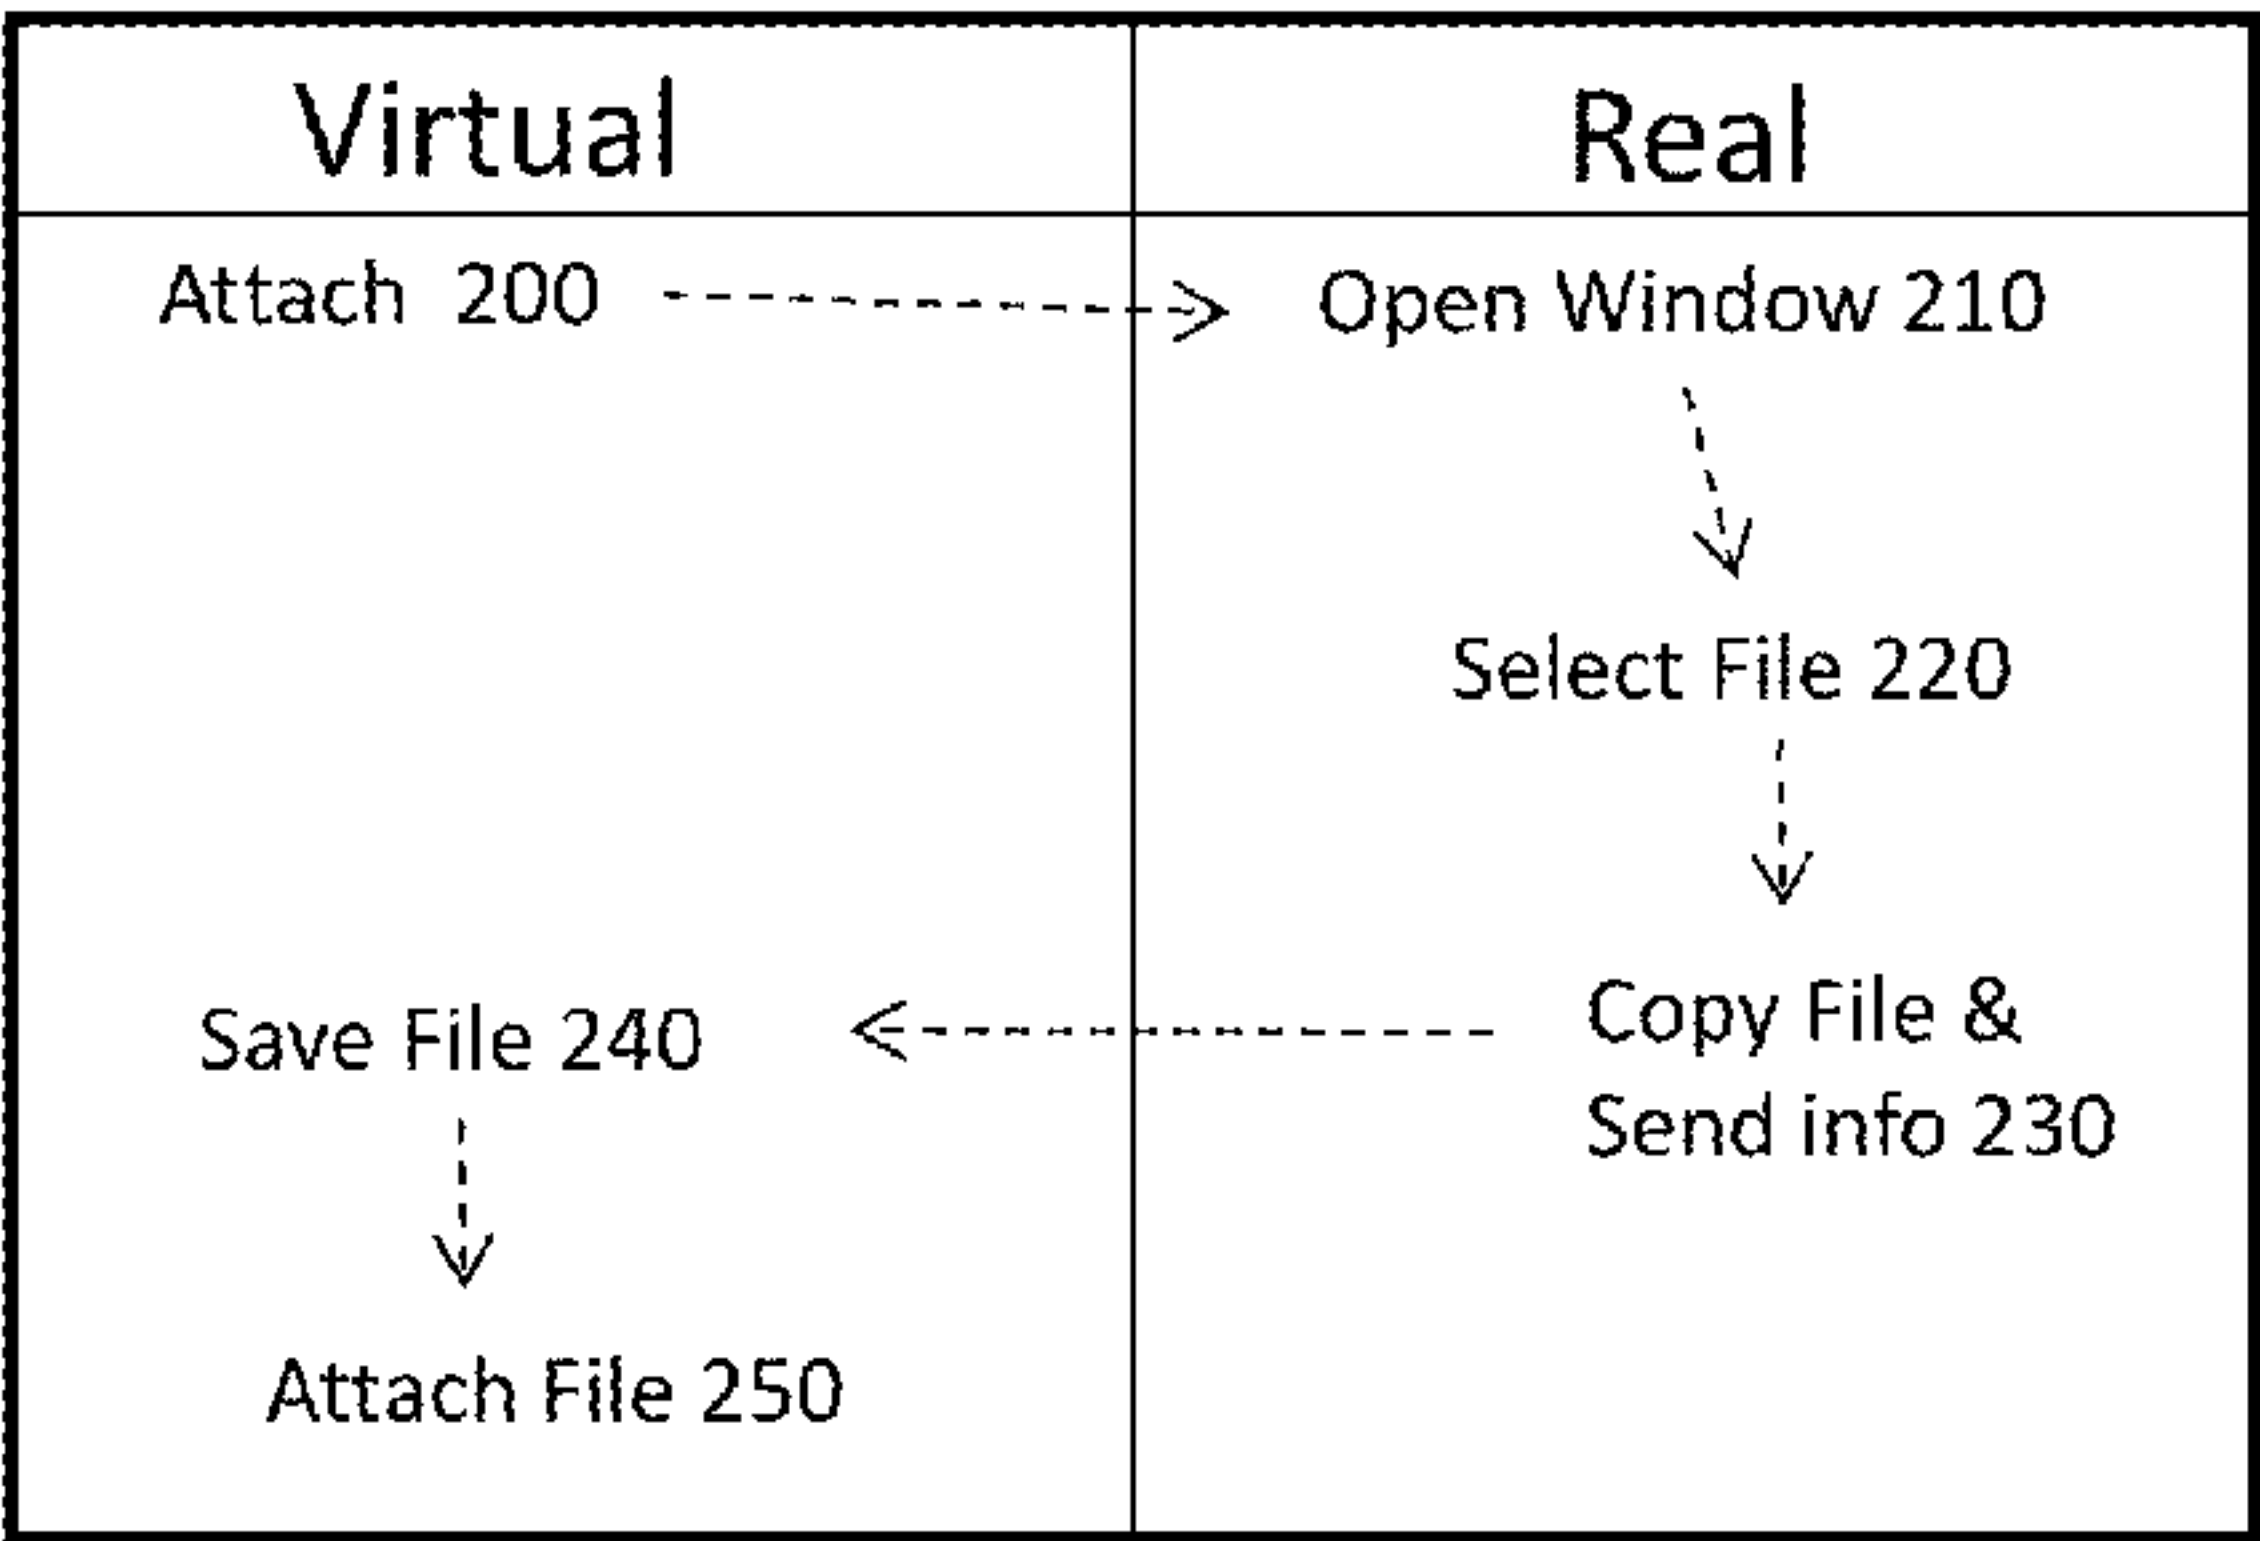 Virtual
Real
Attach 200
Open Window 210
Select File 220
Copy File &
Send info 230
Save File 240
Attach File 250